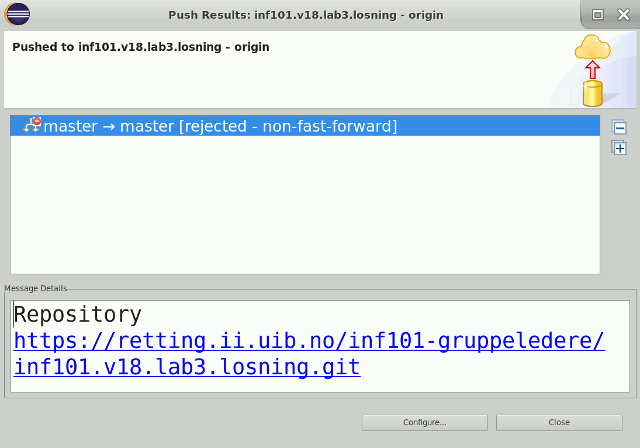 Push Results: inf101.v18.lab3.losning - origin
Pushed to inf101.v18.lab3.losning - origin
master → master [rejected - non-fast-forward]
Message Details
Repository
https://retting.ii.uib.no/inf101-gruppeledere/
inf101.v18.lab3.losning.git
Configure...
Close